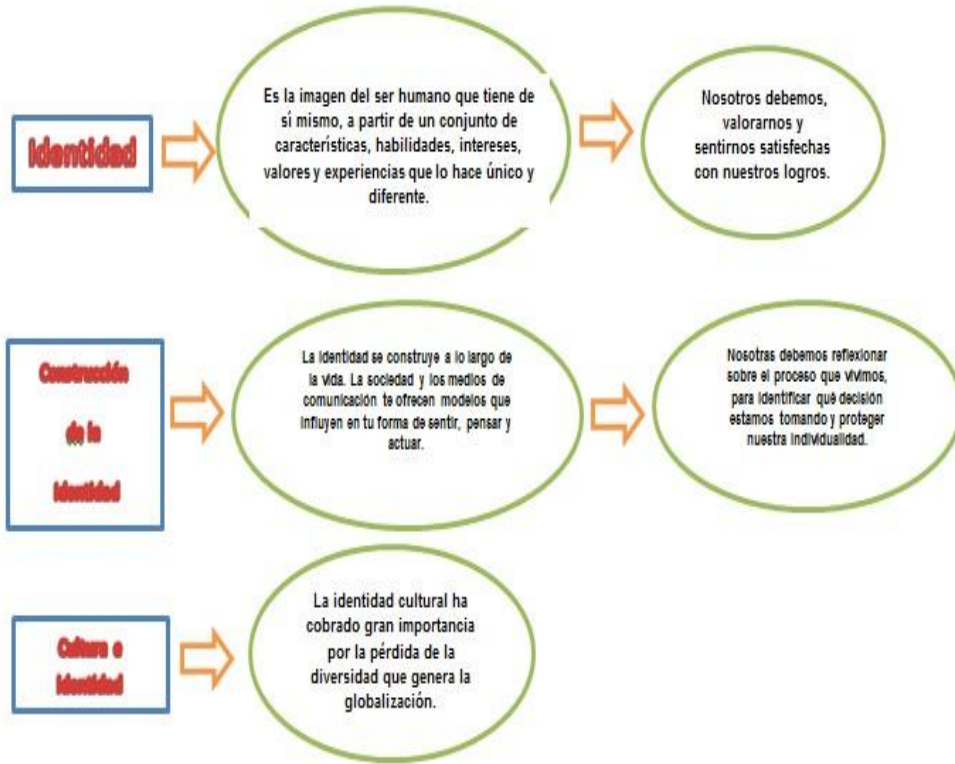 Identidad
Es la imagen del ser humano que tiene de
sí mismo, a partir de un conjunto de
características, habilidades, intereses,
valores y experiencias que lo hace único y
diferente.
Nosotros debemos,
valorarnos y
sentirnos satisfechas
con nuestros logros.
Construcción
de la
Identidad
La identidad se construye a lo largo de
la vida. La sociedad y los medios de
comunicación te ofrecen modelos que
influyen en tu forma de sentir, pensar y
actuar.
Nosotras debemos reflexionar
sobre el proceso que vivimos,
para identificar qué decisión
estamos tomando y proteger
nuestra individualidad.
Cultura e
Identidad
La identidad cultural ha
cobrado gran importancia
por la pérdida de la
diversidad que genera la
globalización.